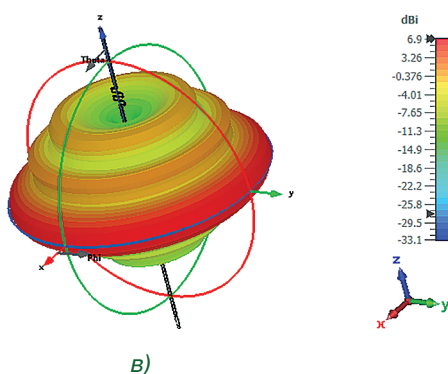 z
Theta
y
x
Phi
dBi
6.9
3.26
-0.376
-4.01
-7.65
-11.3
-14.9
-18.6
-22.2
-25.8
-29.5
-33.1
z
y
x
в)